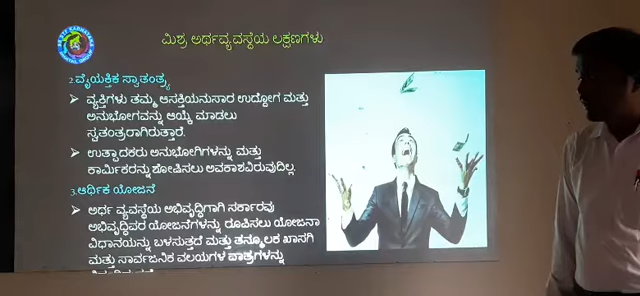 ಮಿಶ್ರ ಅರ್ಥವ್ಯವಸ್ಥೆಯ ಲಕ್ಷಣಗಳು
2.ವೈಯಕ್ತಿಕ ಸ್ವಾತಂತ್ರ್ಯ
ವ್ಯಕ್ತಿಗಳು ತಮ್ಮ ಆಸಕ್ತಿಯನುಸಾರ ಉದ್ಯೋಗ ಮತ್ತು
ಅನುಭೋಗವನ್ನು ಆಯ್ಕೆ ಮಾಡಲು
ಸ್ವತಂತ್ರರಾಗಿರುತ್ತಾರೆ.
ಉತ್ಪಾದಕರು ಅನುಭೋಗಿಗಳನ್ನು ಮತ್ತು
ಕಾರ್ಮಿಕರನ್ನು ಶೋಷಿಸಲು ಅವಕಾಶವಿರುವುದಿಲ್ಲ.
3.ಆರ್ಥಿಕ ಯೋಜನೆ
ಅರ್ಥ ವ್ಯವಸ್ಥೆಯ ಅಭಿವೃದ್ಧಿಗಾಗಿ ಸರ್ಕಾರವು
ಅಭಿವೃದ್ಧಿಪರ ಯೋಜನೆಗಳನ್ನು ರೂಪಿಸಲು ಯೋಜನಾ
ವಿಧಾನಯನ್ನು ಬಳಸುತ್ತದೆ ಮತ್ತು ತನ್ಮೂಲಕ ಖಾಸಗಿ
ಮತ್ತು ಸಾರ್ವಜನಿಕ ವಲಯಗಳ ಪಾತ್ರಗಳನ್ನು